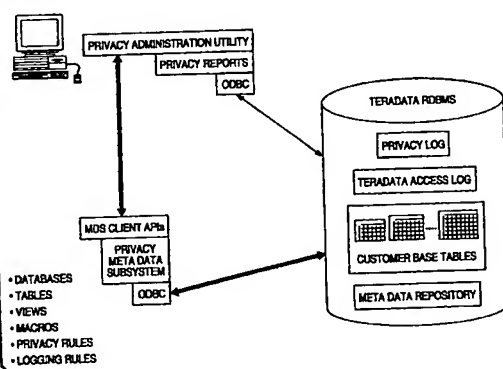 PRIVACY ADMINISTRATION UTILITY
PRIVACY REPORTS
ODBC
TERADATA RDBMS
PRIVACY LOG
TERADATA ACCESS LOG
CUSTOMER BASE TABLES
META DATA REPOSITORY
MDS CLIENT APIs
PRIVACY
META DATA
SUBSYSTEM
ODBC
• DATABASES
• TABLES
• VIEWS
• MACROS
• PRIVACY RULES
• LOGGING RULES